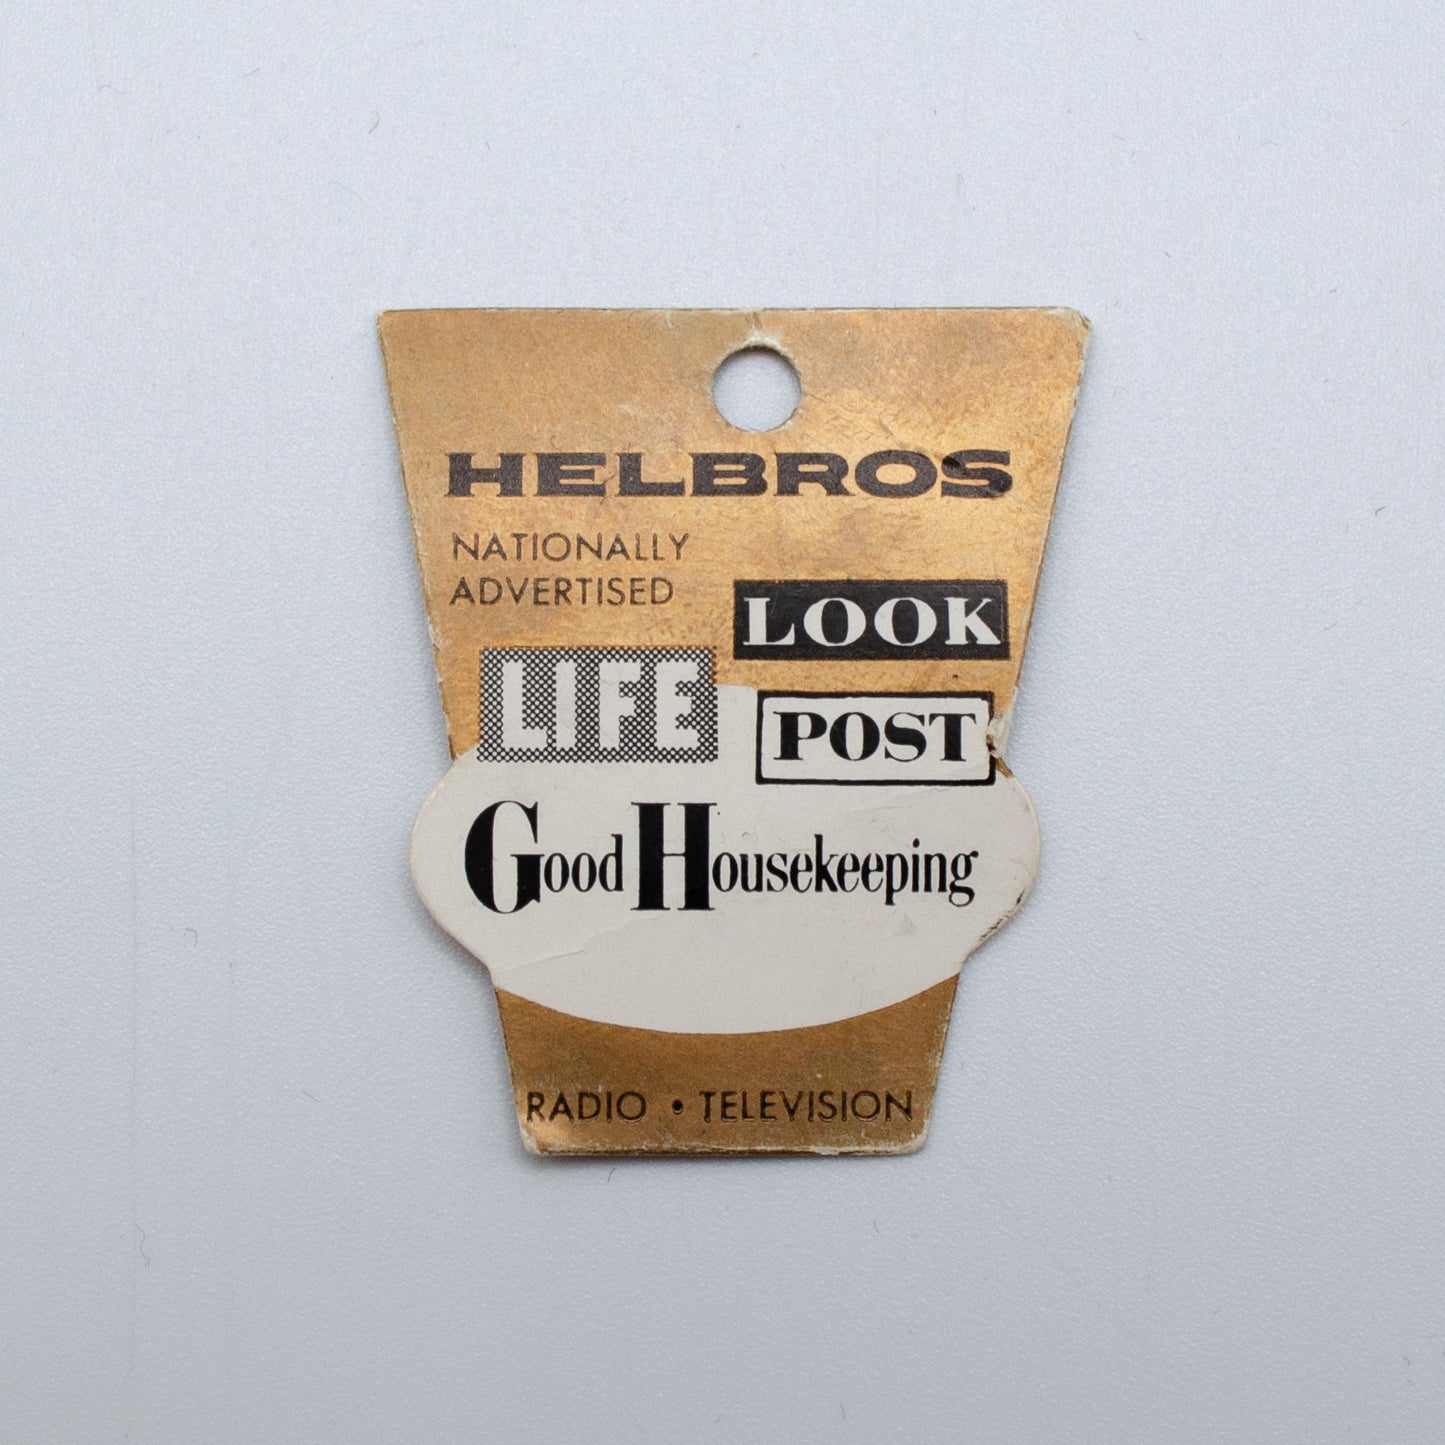 HELBROS
NATIONALLY
ADVERTISED
LOOK
LIFE
POST
Good Housekeeping
RADIO • TELEVISION